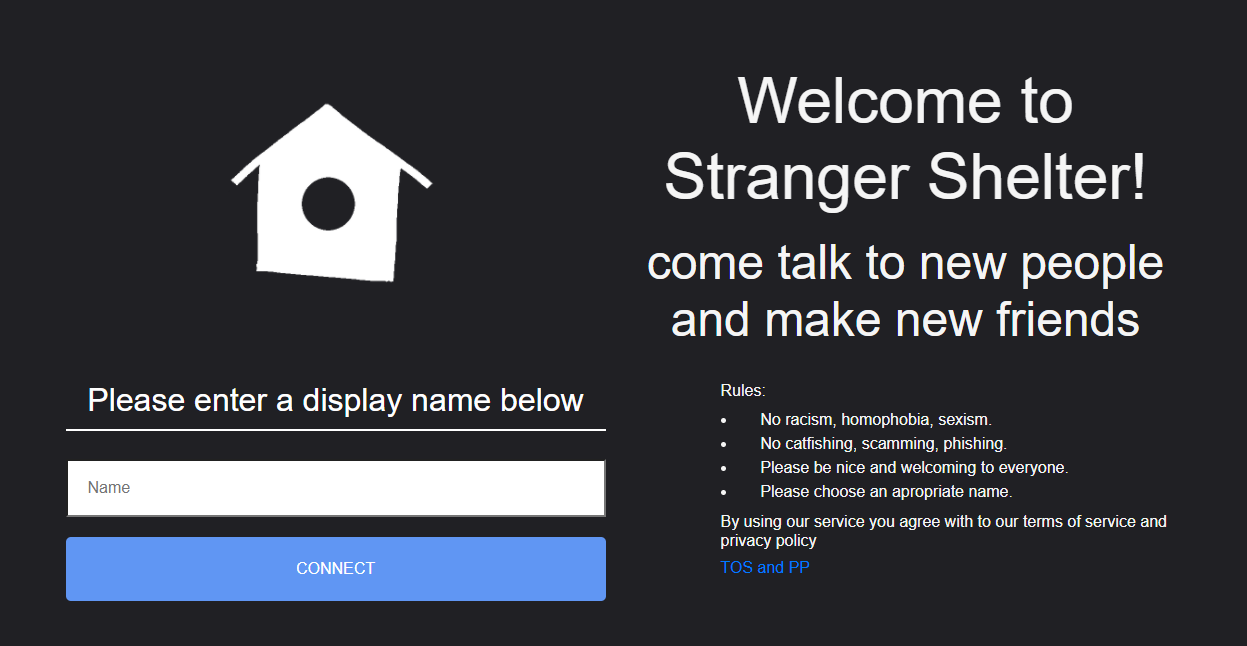 Welcome to
Stranger Shelter!
come talk to new people
and make new friends
Please enter a display name below
Name
CONNECT
Rules:
• No racism, homophobia, sexism.
• No catfishing, scamming, phishing.
• Please be nice and welcoming to everyone.
• Please choose an apropriate name.
By using our service you agree with to our terms of service and
privacy policy
TOS and PP